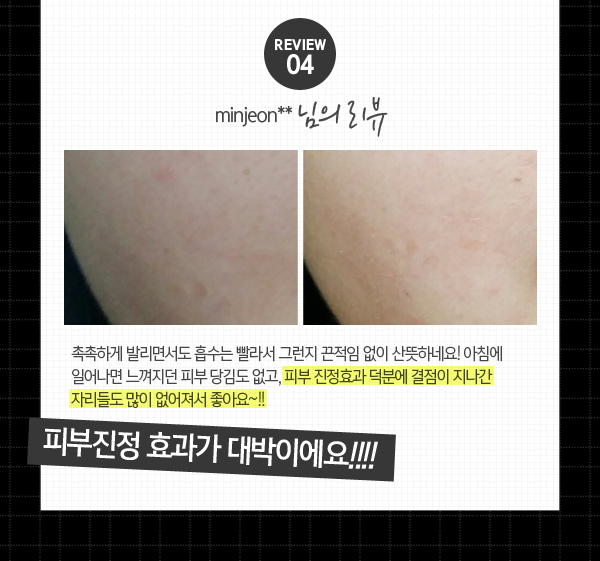 REVIEW
04
minjeon** 님의 리뷰
촉촉하게 발리면서도 흡수는 빨라서 그런지 끈적임 없이 산뜻하네요! 아침에
일어나면 느껴지던 피부 당김도 없고, 피부 진정효과 덕분에 결점이 지나간
자리들도 많이 없어져서 좋아요~!!
피부진정 효과가 대박이에요!!!!